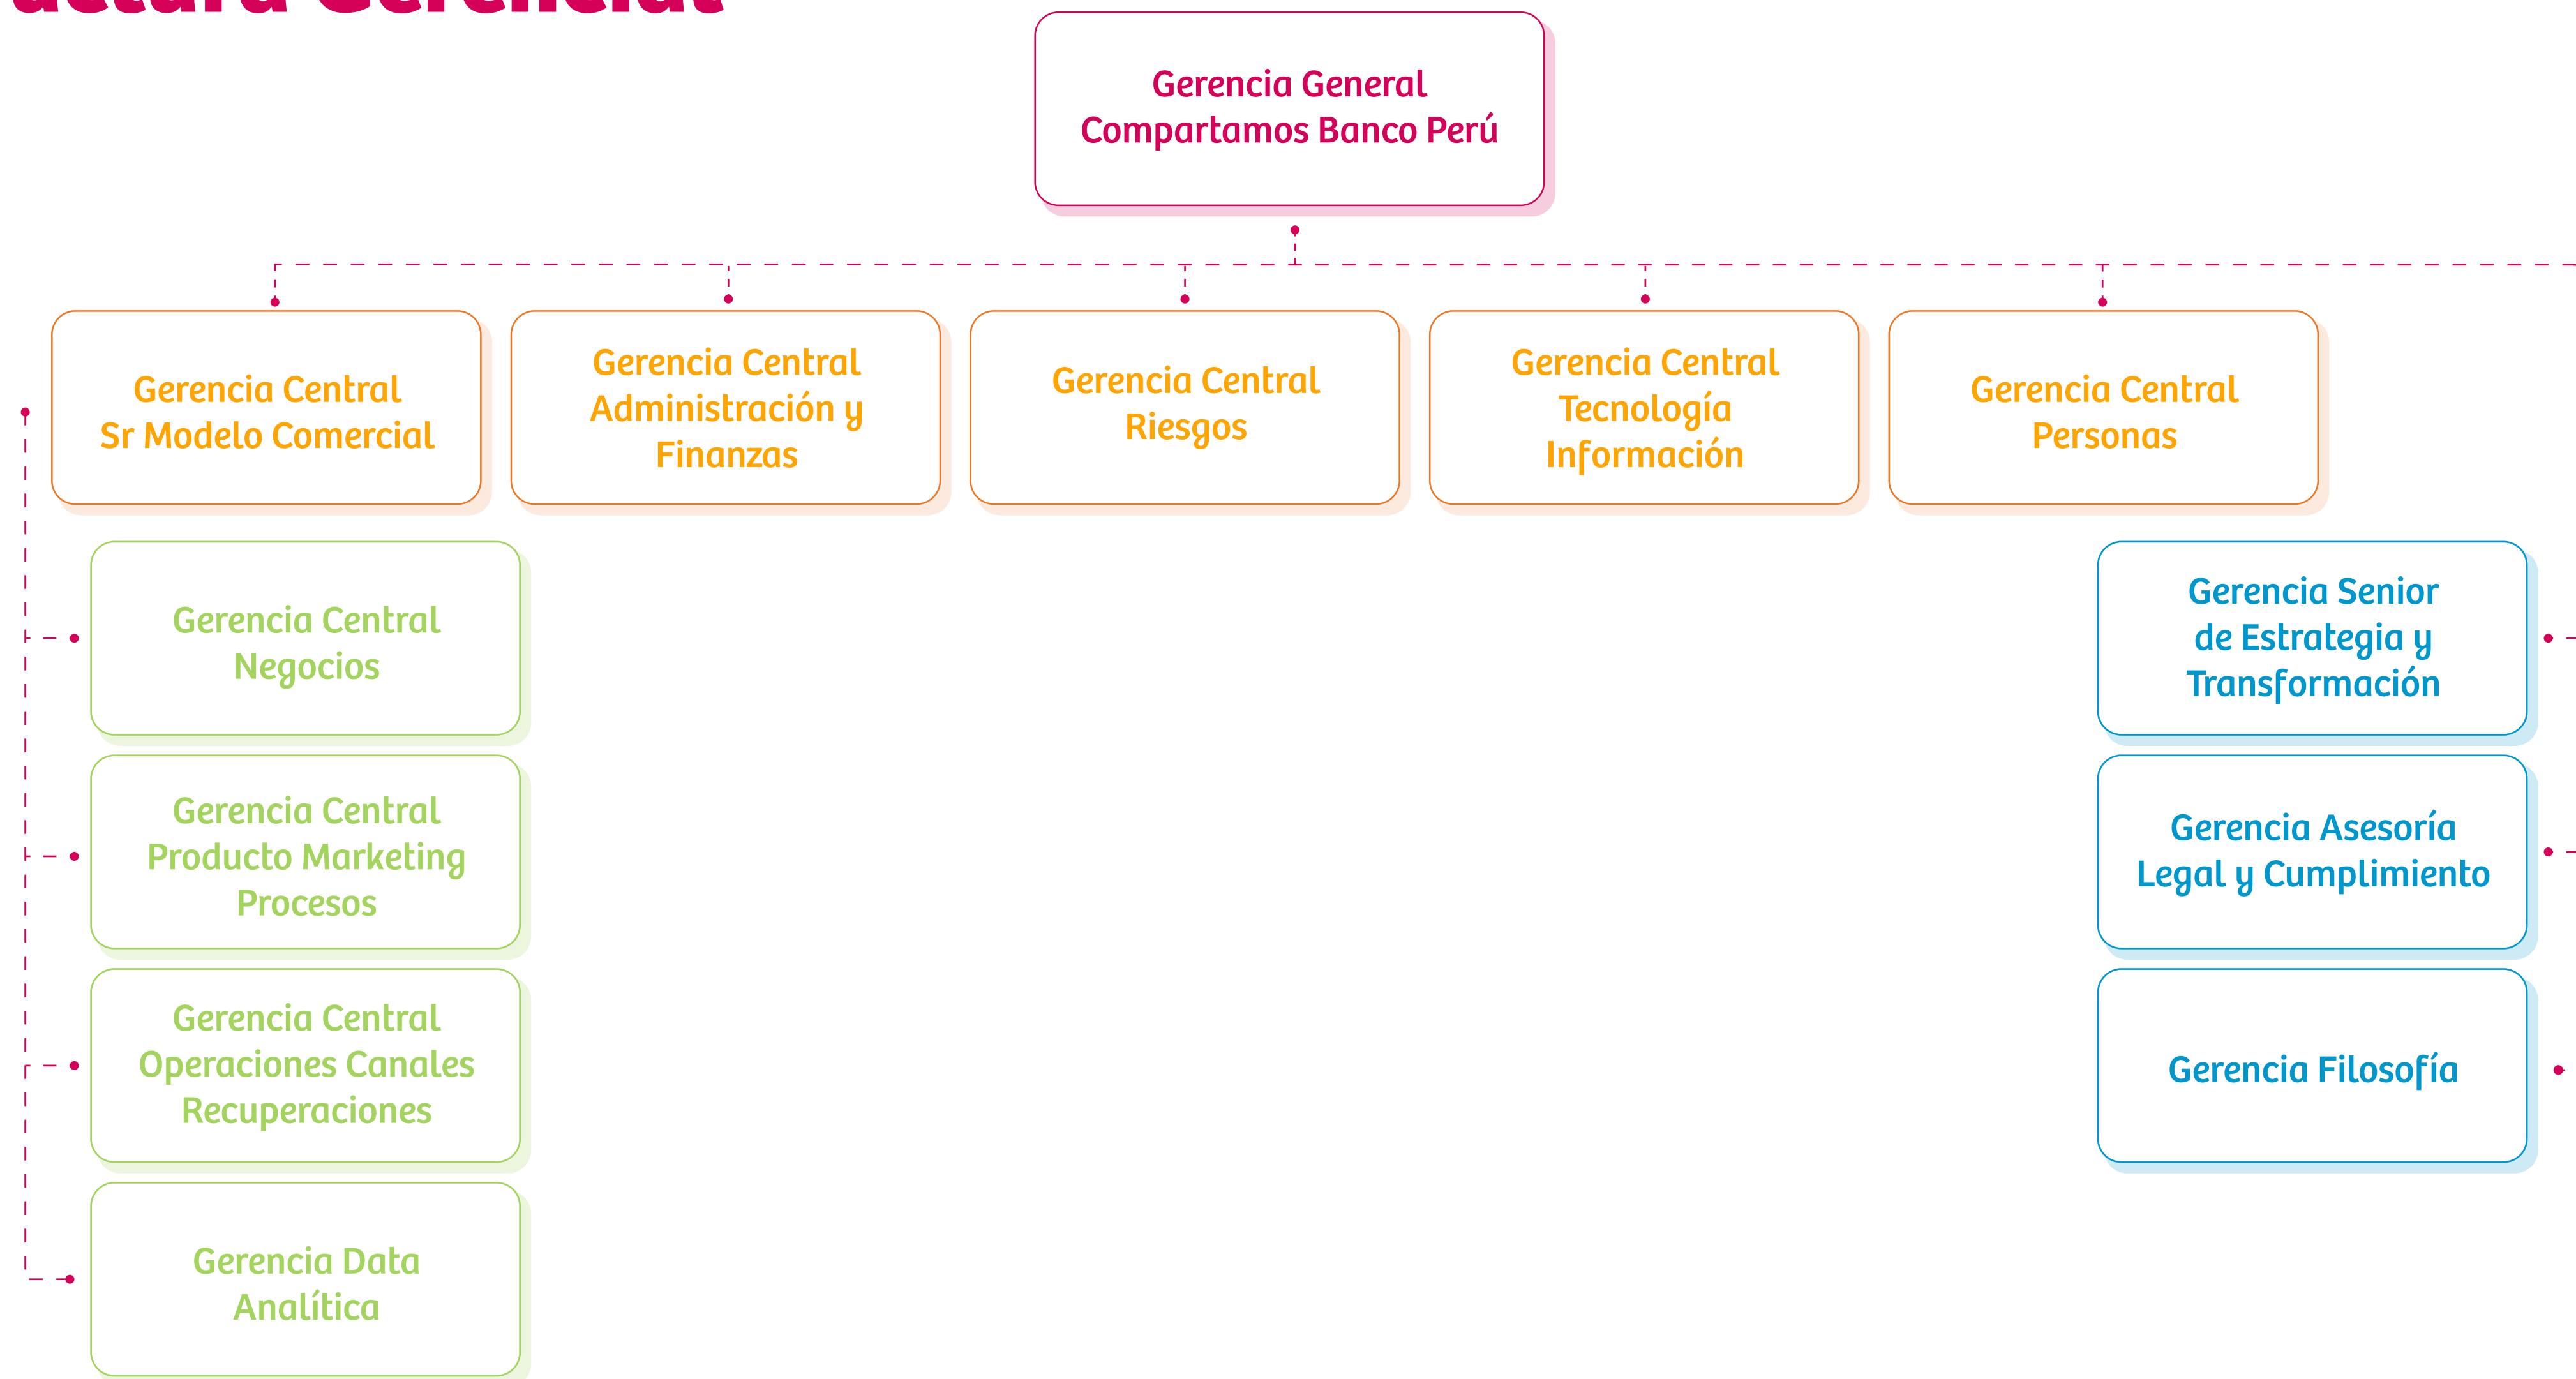 Gerencial
Gerencia General
Compartamos Banco Perú
Gerencia Central
Sr Modelo Comercial
Gerencia Central
Administración y
Finanzas
Gerencia Central
Riesgos
Gerencia Central
Tecnología
Información
Gerencia Central
Personas
Gerencia Central
Negocios
Gerencia Central
Producto Marketing
Procesos
Gerencia Central
Operaciones Canales
Recuperaciones
Gerencia Data
Analítica
Gerencia Senior
de Estrategia y
Transformación
Gerencia Asesoría
Legal y Cumplimiento
Gerencia Filosofía